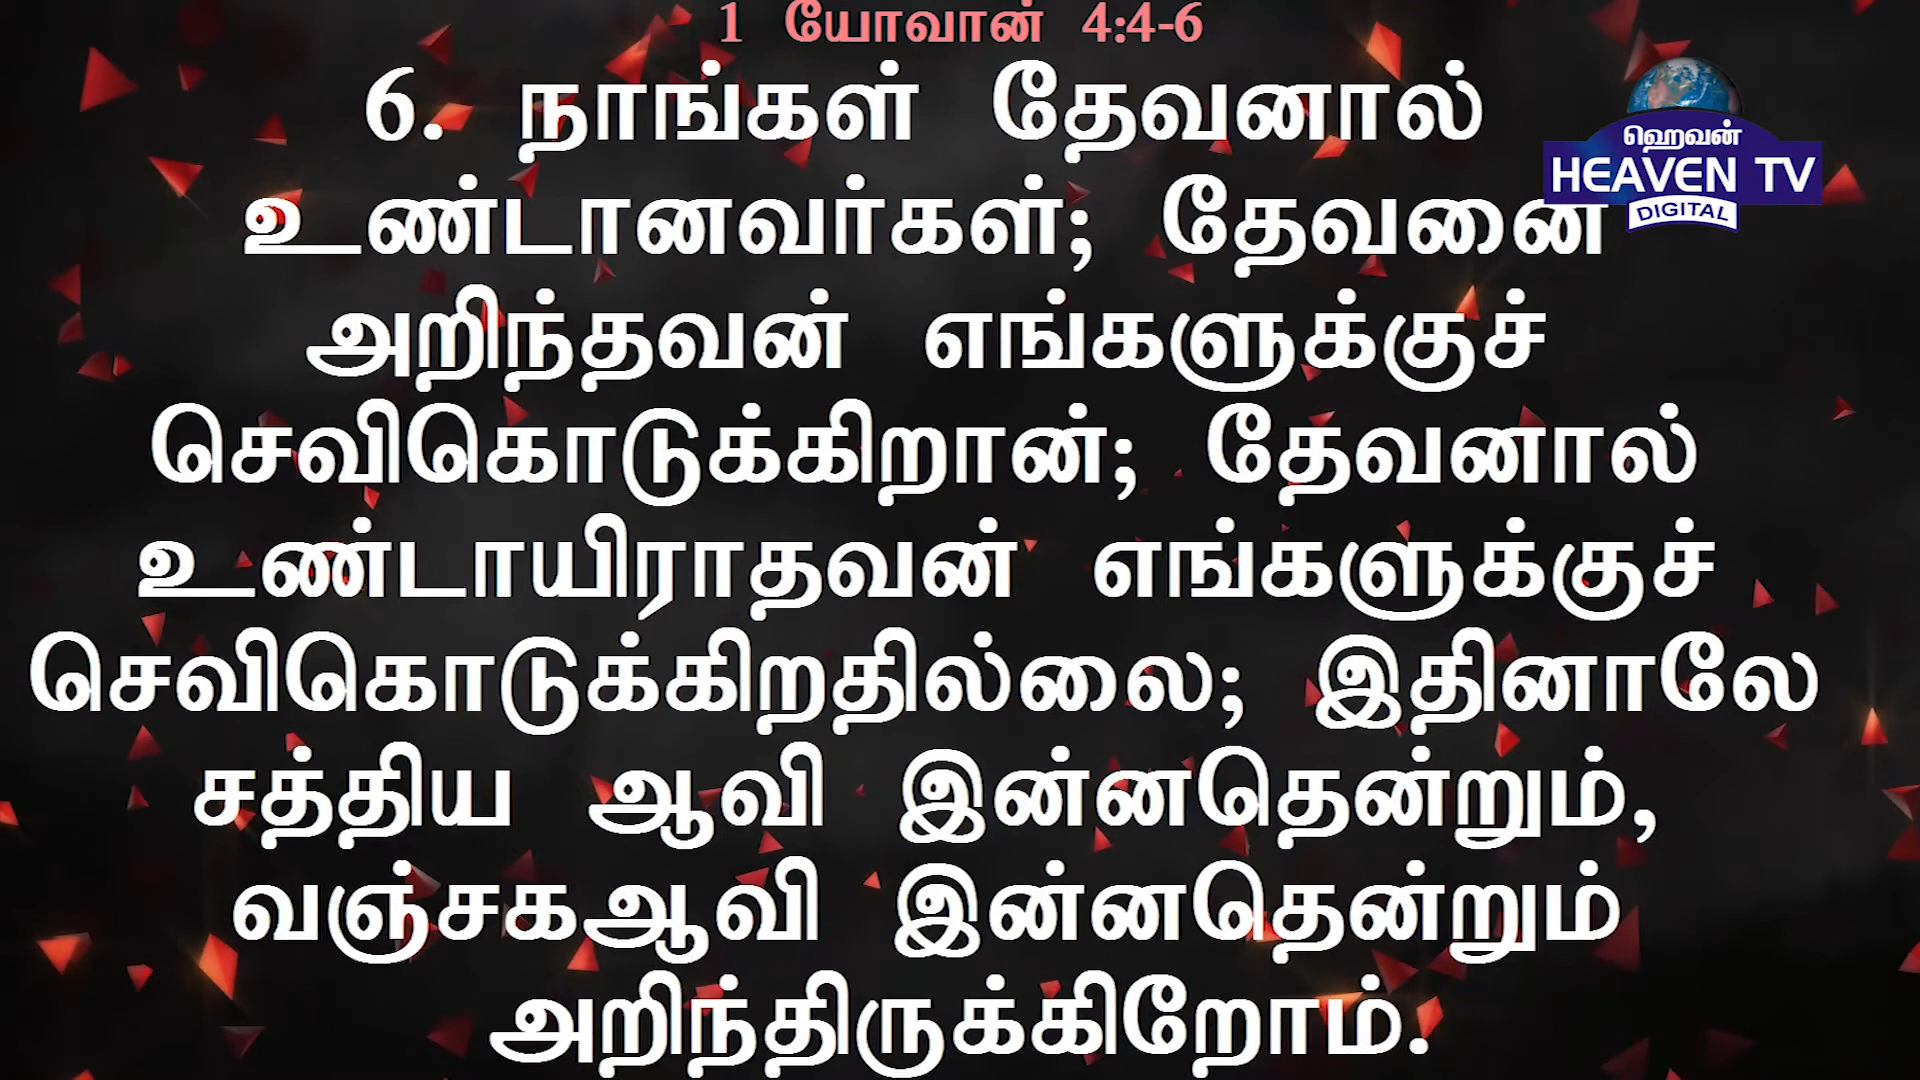 1 யோவான் 4:4-6
6. நாங்கள் தேவனால்
உண்டானவர்கள்; தேவனை
அறிந்தவன் எங்களுக்குச்
செவிகொடுக்கிறான்; தேவனால்
உண்டாயிராதவன் எங்களுக்குச்
செவிகொடுக்கிறதில்லை; இதினாலே
சத்திய ஆவி இன்னதென்றும்,
வஞ்சகஆவி இன்னதென்றும்
அறிந்திருக்கிறோம்.
ஹெவன்
HEAVEN TV
DIGITAL